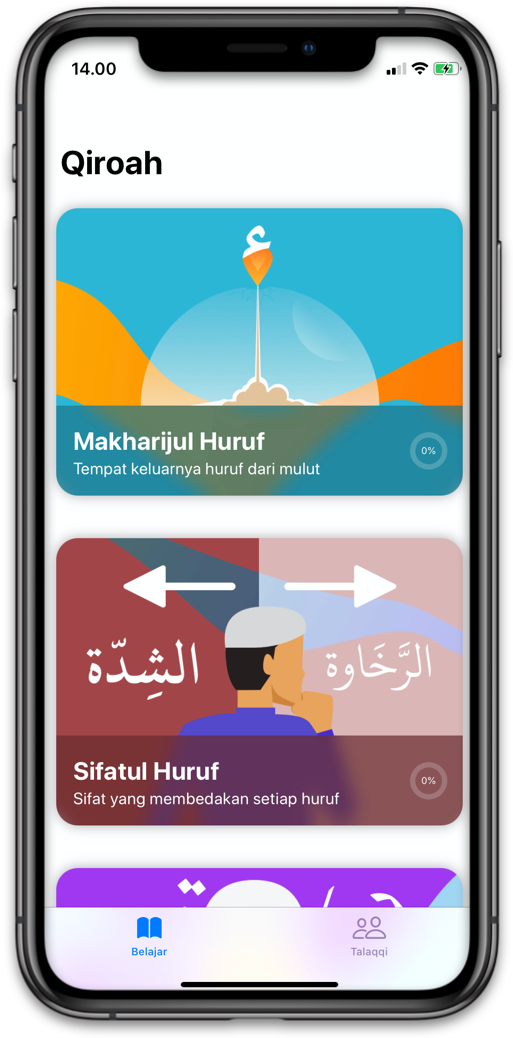 14.00
Qiroah
ع
Makharijul Huruf
Tempat keluarnya huruf dari mulut
0%
الشِدّة
الرَّخَاوة
Sifatul Huruf
Sifat yang membedakan setiap huruf
0%
Belajar
Talaqqi